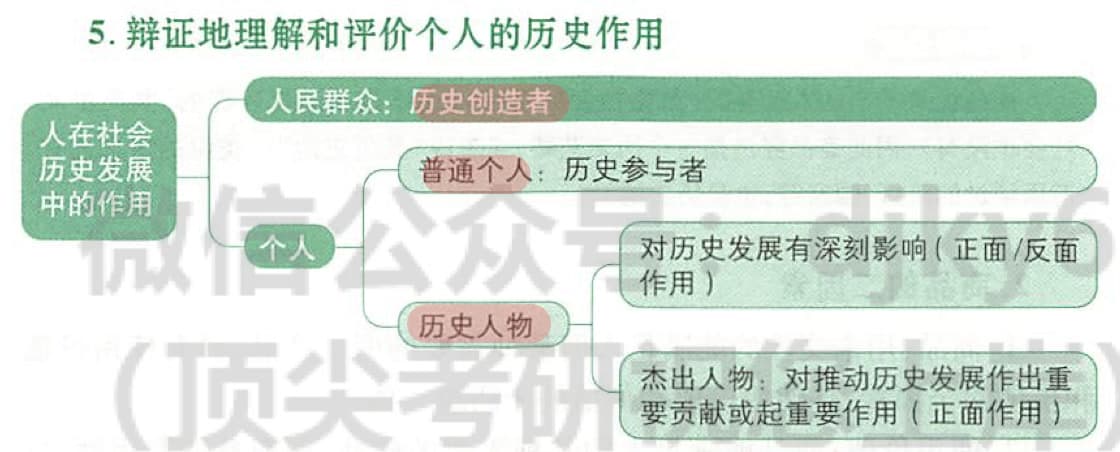 5. 辩证地理解和评价个人的历史作用
人民群众：历史创造者
人在社会
历史发展
中的作用
普通个人：历史参与者
个人
对历史发展有深刻影响（正面/反面
作用）
历史人物
杰出人物：对推动历史发展作出重
要贡献或起重要作用（正面作用）
微信公众号：djky6
（顶尖考研祝您上岸）